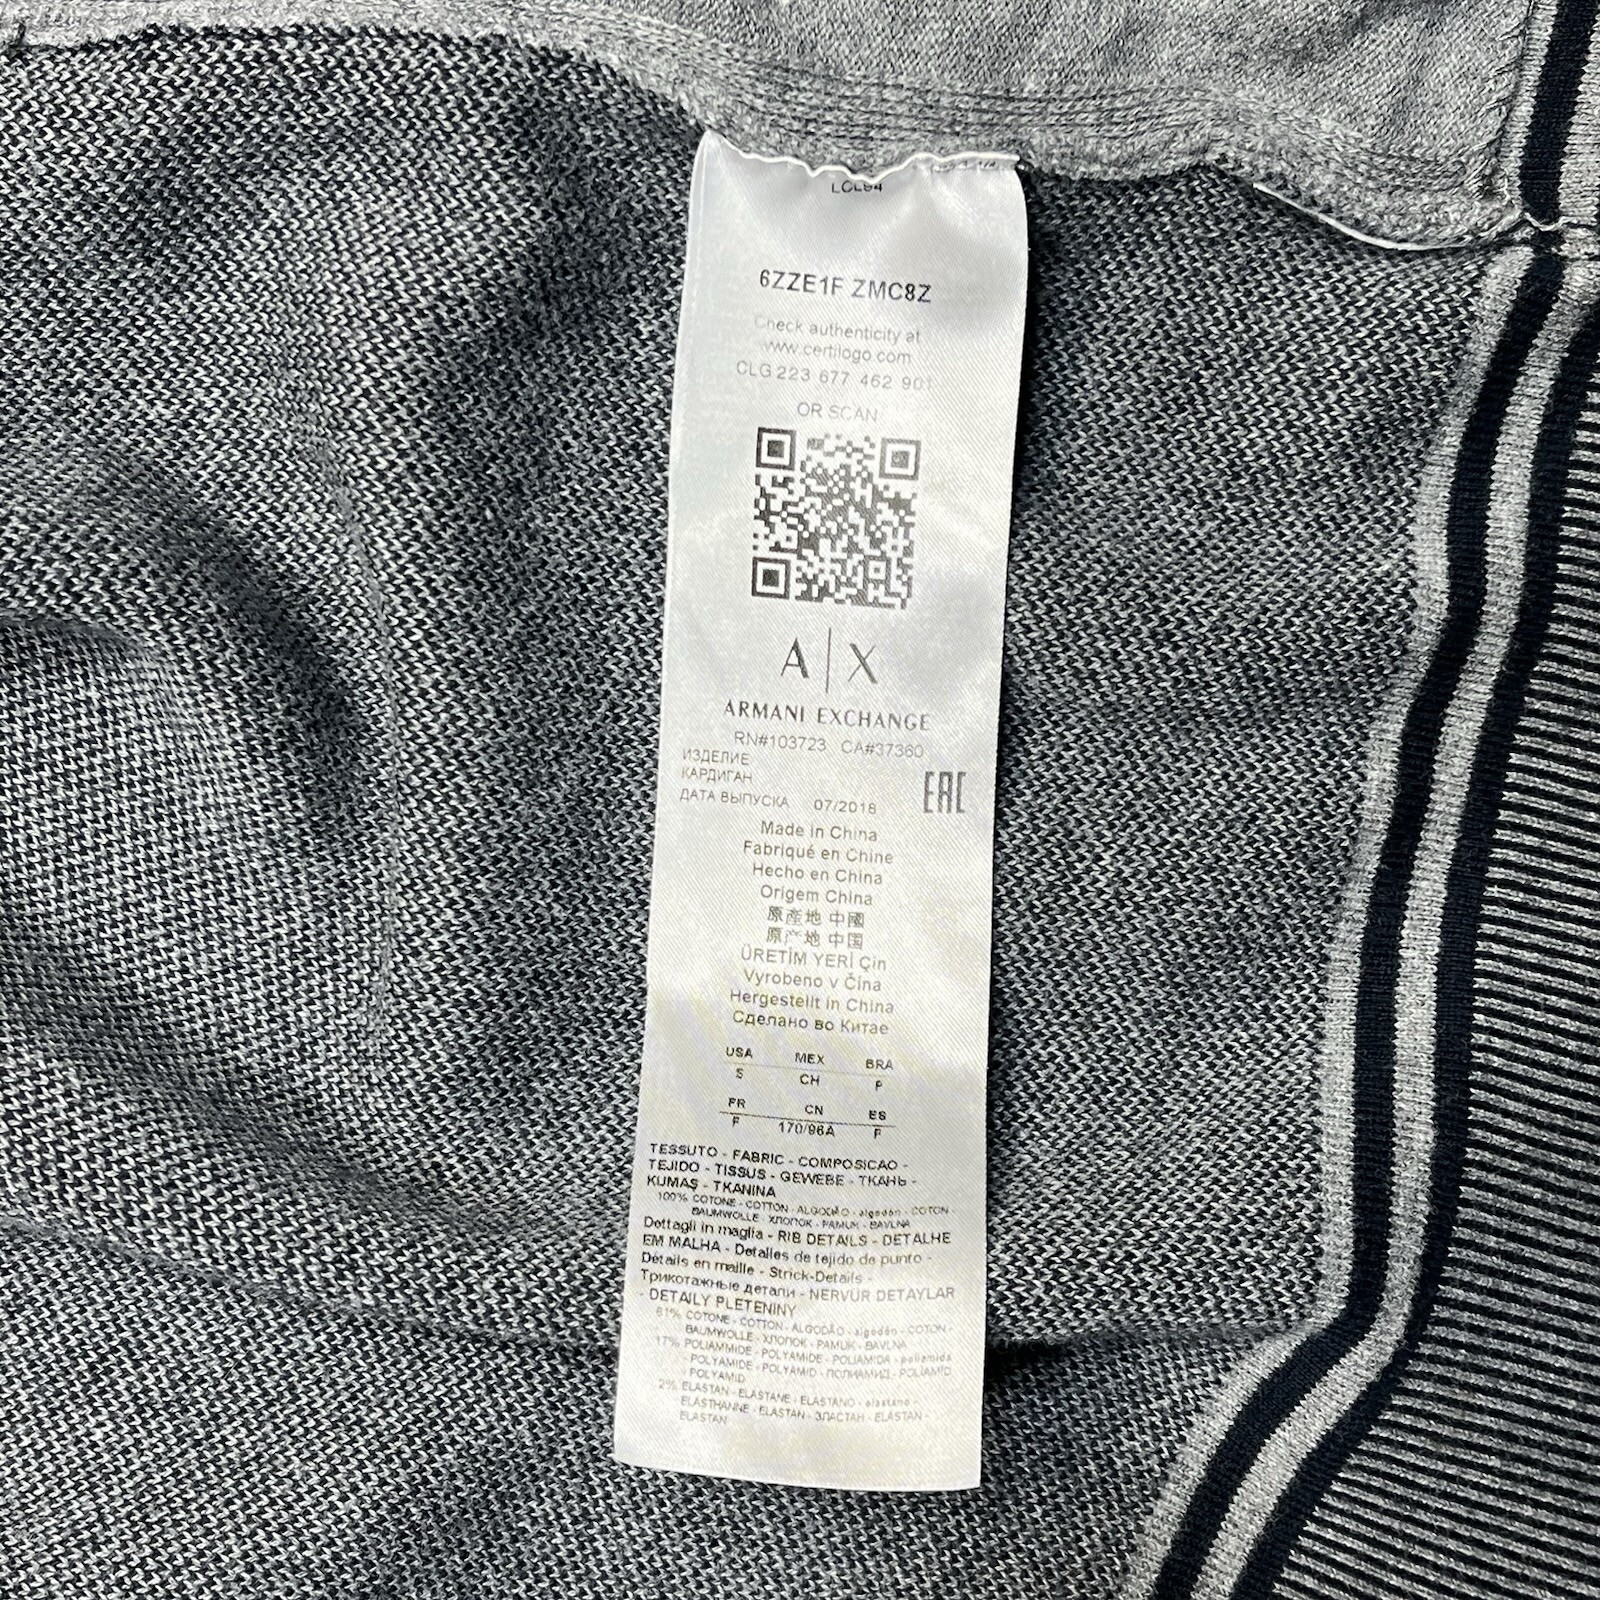 LCL94
6ZZE1F ZMC8Z
Check authenticity at
www.certilogo.com
CLG 223 677 462 901
OR SCAN
A|X
ARMANI EXCHANGE
RN#103723 CA#37360
ИЗДЕЛИЕ
КАРДИГАН
EAC
ДАТА ВЫПУСКА 07/2018
Made in China
Fabriqué en Chine
Hecho en China
Origem China
原產地 中國
原产地 中国
ÜRETİM YERİ Çin
Vyrobeno v Čína
Hergestellt in China
Сделано во Китае
USA MEX BRA
S CH P
FR CN ES
F 170/96A F
TESSUTO - FABRIC - COMPOSICAO -
TEJIDO - TISSUS - GEWEBE - ТКАНЬ -
KUMAŞ - TKANINA
100% COTONE - COTTON - ALGODÃO - algodón - COTON -
BAUMWOLLE - ХЛОПОК - PAMUK - BAVLNA
Dettagli in maglia - RIB DETAILS - DETALHE
EM MALHA - Detalles de tejido de punto -
Détails en maille - Strick-Details -
Трикотажные детали - NERVÜR DETAYLAR
- DETAILY PLETENINY
81% COTONE - COTTON - ALGODÃO - algodón - COTON -
BAUMWOLLE - ХЛОПОК - PAMUK - BAVLNA
17% POLIAMMIDE - POLYAMIDE - POLIAMIDA - poliamida
- POLYAMIDE - POLYAMID - ПОЛИАМИД - POLİAMİD
- POLYAMID
2% ELASTAN - ELASTANE - ELASTANO - elastano -
ELASTHANNE - ELASTAN - ЭЛАСТАН - ELASTAN -
ELASTAN